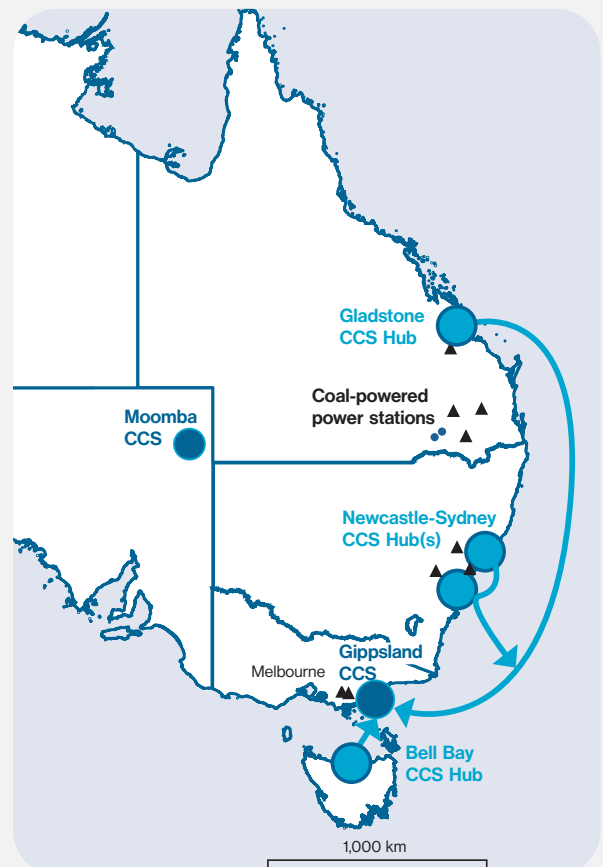 Gladstone
CCS Hub
Coal-powered
power stations
Moomba
CCS
Newcastle-Sydney
CCS Hub(s)
Gippsland
CCS
Melbourne
Bell Bay
CCS Hub
1,000 km